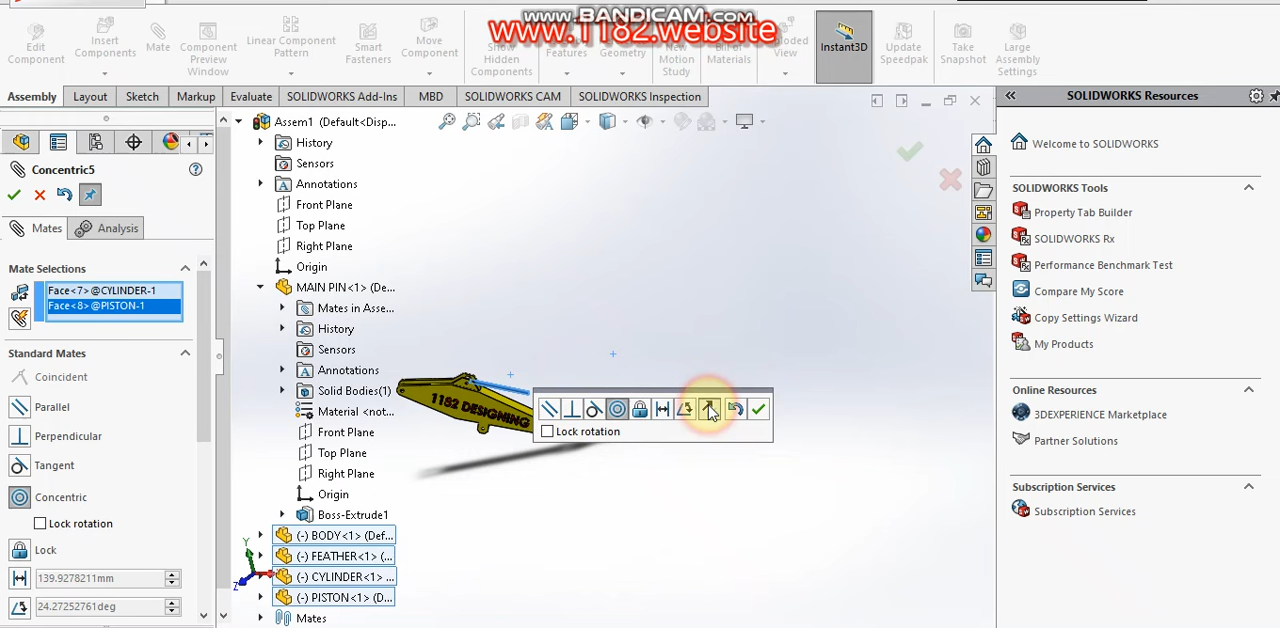 www.BANDICAM.com
www.1182.website
Edit Component
Insert Components
Mate
Component Preview Window
Linear Component Pattern
Smart Fasteners
Move Component
Show Hidden Components
Features
Geometry
New Motion Study
Bill of Materials
Exploded View
Instant3D
Update Speedpak
Take Snapshot
Large Assembly Settings
Assembly Layout Sketch Markup Evaluate SOLIDWORKS Add-Ins MBD SOLIDWORKS CAM SOLIDWORKS Inspection
Concentric5
Mates Analysis
Mate Selections
Face<7>@CYLINDER-1
Face<8>@PISTON-1
Standard Mates
Coincident
Parallel
Perpendicular
Tangent
Concentric
Lock rotation
Lock
139.9278211mm
24.27252761deg
Assem1 (Default<Disp...
History
Sensors
Annotations
Front Plane
Top Plane
Right Plane
Origin
MAIN PIN<1> (De...
Mates in Asse...
History
Sensors
Annotations
Solid Bodies(1)
Material <not...
Front Plane
Top Plane
Right Plane
Origin
Boss-Extrude1
(-) BODY<1> (Def...
(-) FEATHER<1> (...
(-) CYLINDER<1> ...
(-) PISTON<1> (D...
Mates
1182 DESIGNING
Lock rotation
Y
Z
SOLIDWORKS Resources
Welcome to SOLIDWORKS
SOLIDWORKS Tools
Property Tab Builder
SOLIDWORKS Rx
Performance Benchmark Test
Compare My Score
Copy Settings Wizard
My Products
Online Resources
3DEXPERIENCE Marketplace
Partner Solutions
Subscription Services
Subscription Services